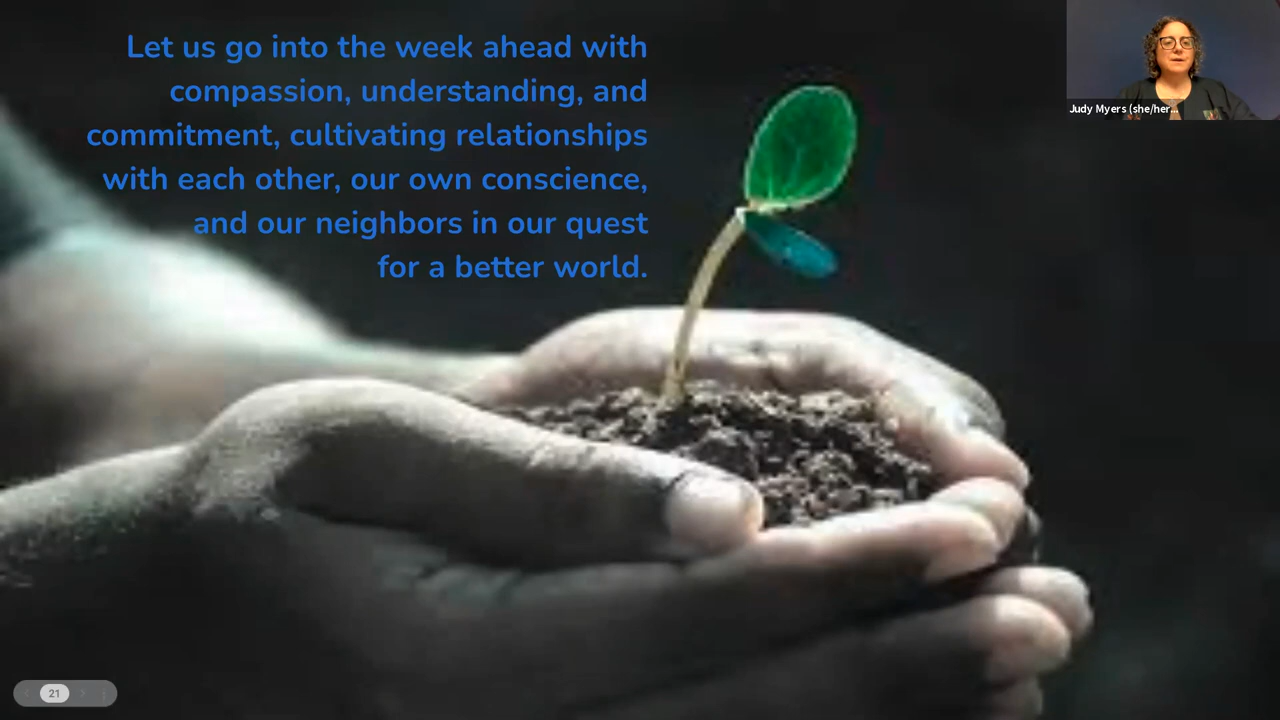 Let us go into the week ahead with
compassion, understanding, and
commitment, cultivating relationships
with each other, our own conscience,
and our neighbors in our quest
for a better world.
Judy Myers (she/her...
21